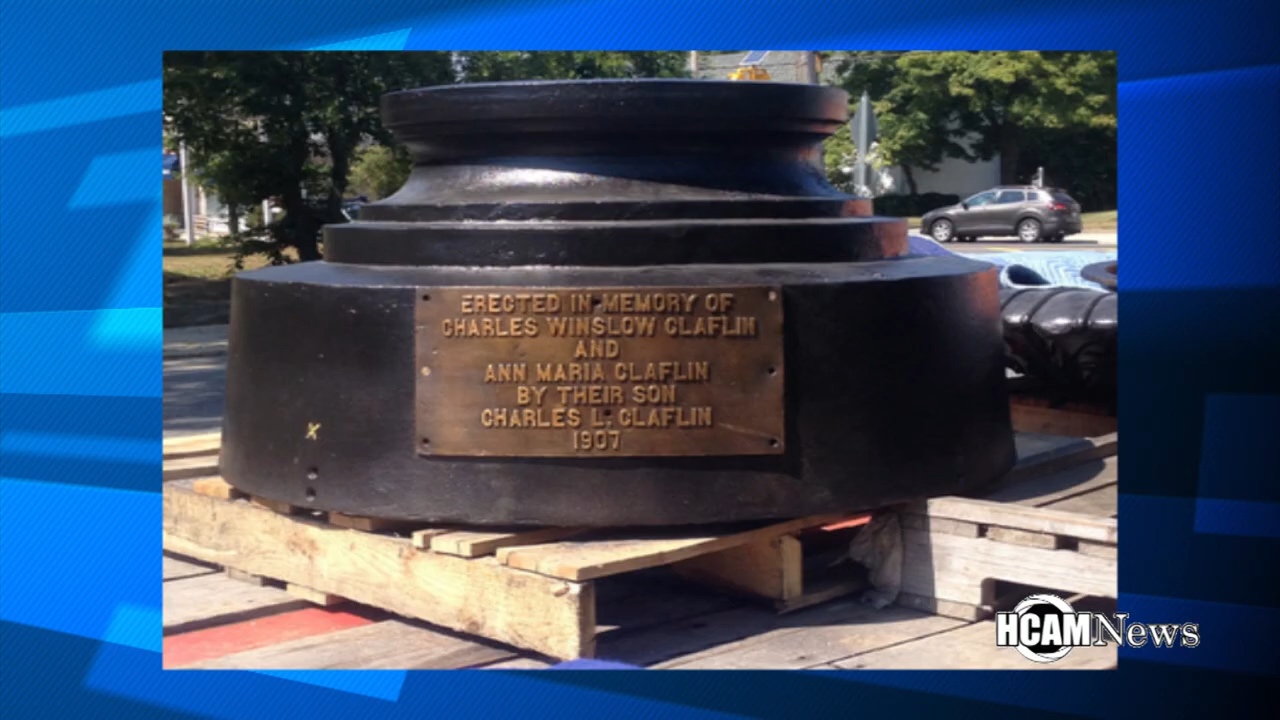 ERECTED IN MEMORY OF
CHARLES WINSLOW CLAFLIN
AND
ANN MARIA CLAFLIN
BY THEIR SON
CHARLES L. CLAFLIN
1907
HCAMNews